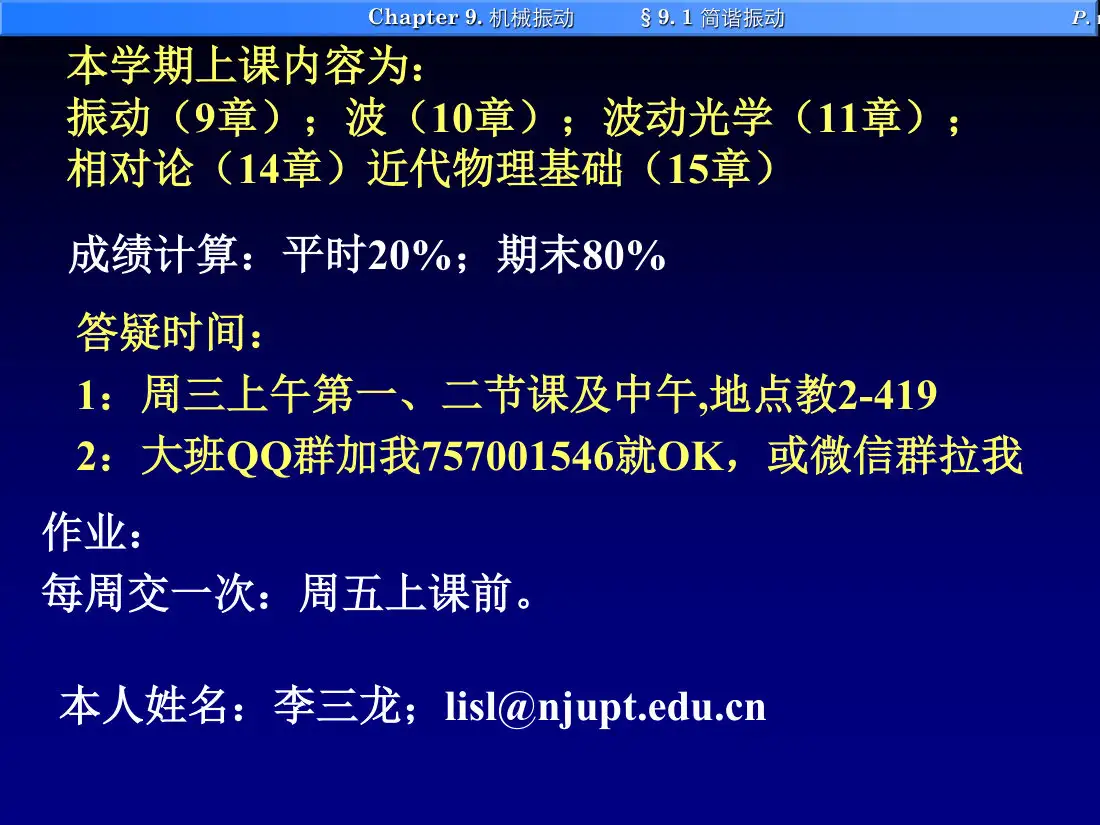 Chapter 9. 机械振动 § 9. 1 简谐振动 P.
本学期上课内容为：
振动（9章）；波（10章）；波动光学（11章）；
相对论（14章）近代物理基础（15章）
成绩计算：平时20%；期末80%
答疑时间：
1：周三上午第一、二节课及中午,地点教2-419
2：大班QQ群加我757001546就OK，或微信群拉我
作业：
每周交一次：周五上课前。
本人姓名：李三龙；lisl@njupt.edu.cn